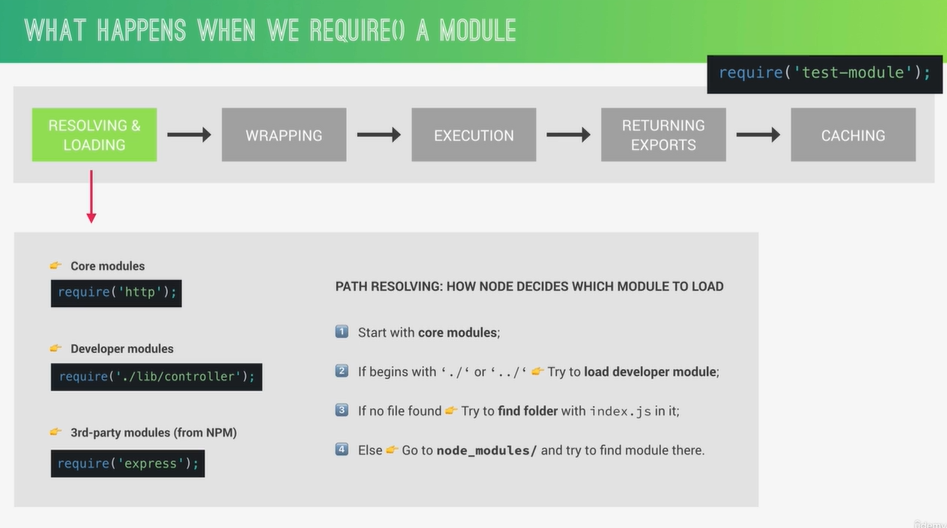 WHAT HAPPENS WHEN WE REQUIRE() A MODULE
require('test-module');
RESOLVING &
LOADING
WRAPPING
EXECUTION
RETURNING
EXPORTS
CACHING
👉 Core modules
require('http');
👉 Developer modules
require('./lib/controller');
👉 3rd-party modules (from NPM)
require('express');
PATH RESOLVING: HOW NODE DECIDES WHICH MODULE TO LOAD
1 Start with core modules;
2 If begins with ‘./‘ or ‘../‘ 👉 Try to load developer module;
3 If no file found 👉 Try to find folder with index.js in it;
4 Else 👉 Go to node_modules/ and try to find module there.